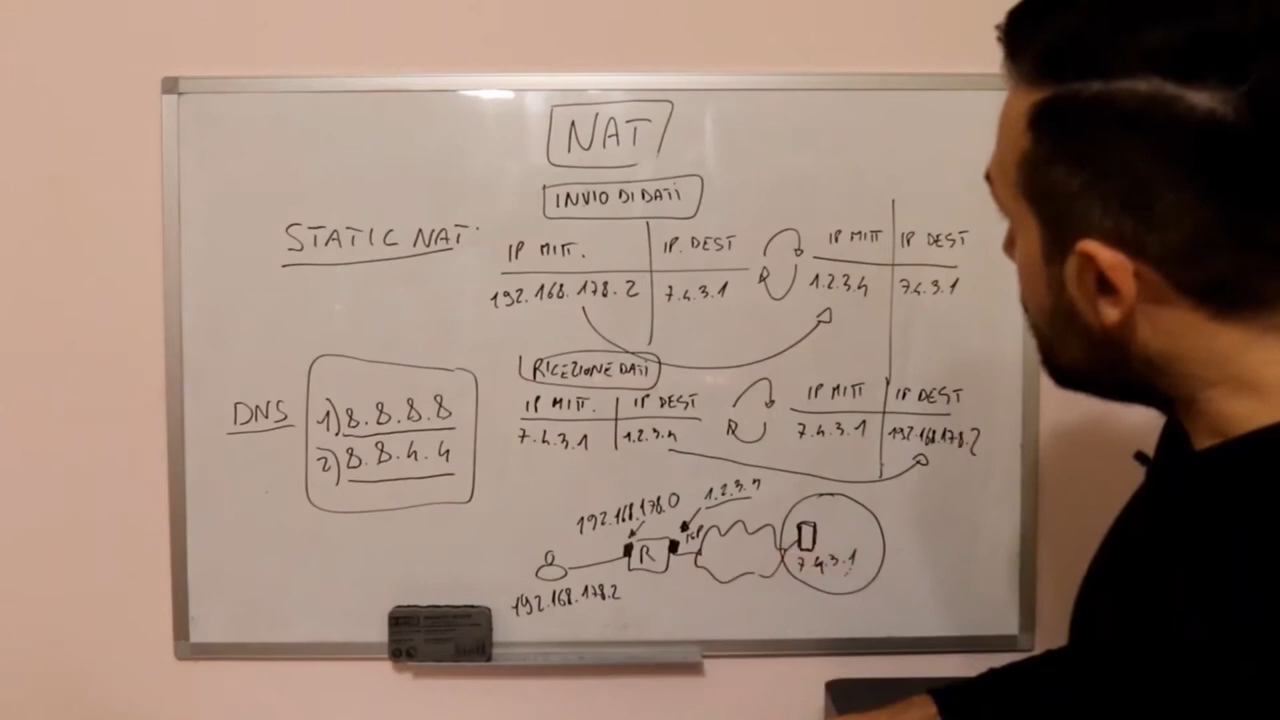 NAT
INVIO DI DATI
STATIC NAT
IP MITT. IP. DEST
192.168.178.2 7.4.3.1
R
IP MITT IP DEST
1.2.3.4 7.4.3.1
RICEZIONE DATI
IP MITT. IP DEST
7.4.3.1 1.2.3.4
R
IP MITT IP DEST
7.4.3.1 192.168.178.2
DNS
1) 8.8.8.8
2) 8.8.4.4
192.168.178.0
1.2.3.4
R
ISP
7.4.3.1
192.168.178.2